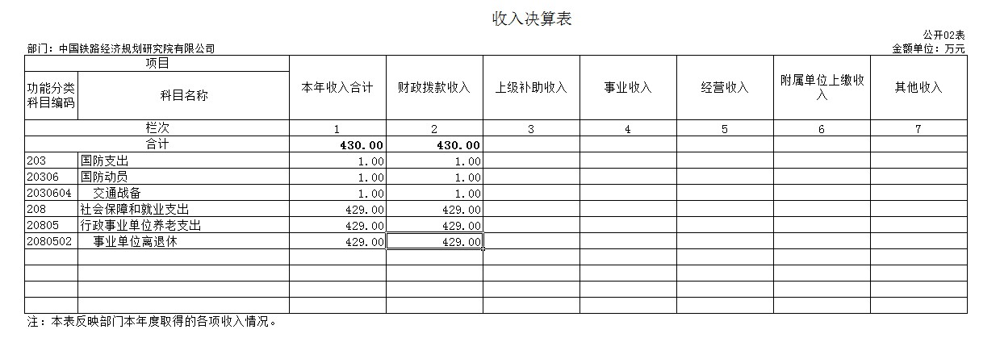 收入决算表
公开02表
部门：中国铁路经济规划研究院有限公司 金额单位：万元
项目
功能分类科目编码 科目名称 本年收入合计 财政拨款收入 上级补助收入 事业收入 经营收入 附属单位上缴收入 其他收入
栏次 1 2 3 4 5 6 7
合计 430.00 430.00
203 国防支出 1.00 1.00
20306 国防动员 1.00 1.00
2030604 交通战备 1.00 1.00
208 社会保障和就业支出 429.00 429.00
20805 行政事业单位养老支出 429.00 429.00
2080502 事业单位离退休 429.00 429.00
注：本表反映部门本年度取得的各项收入情况。